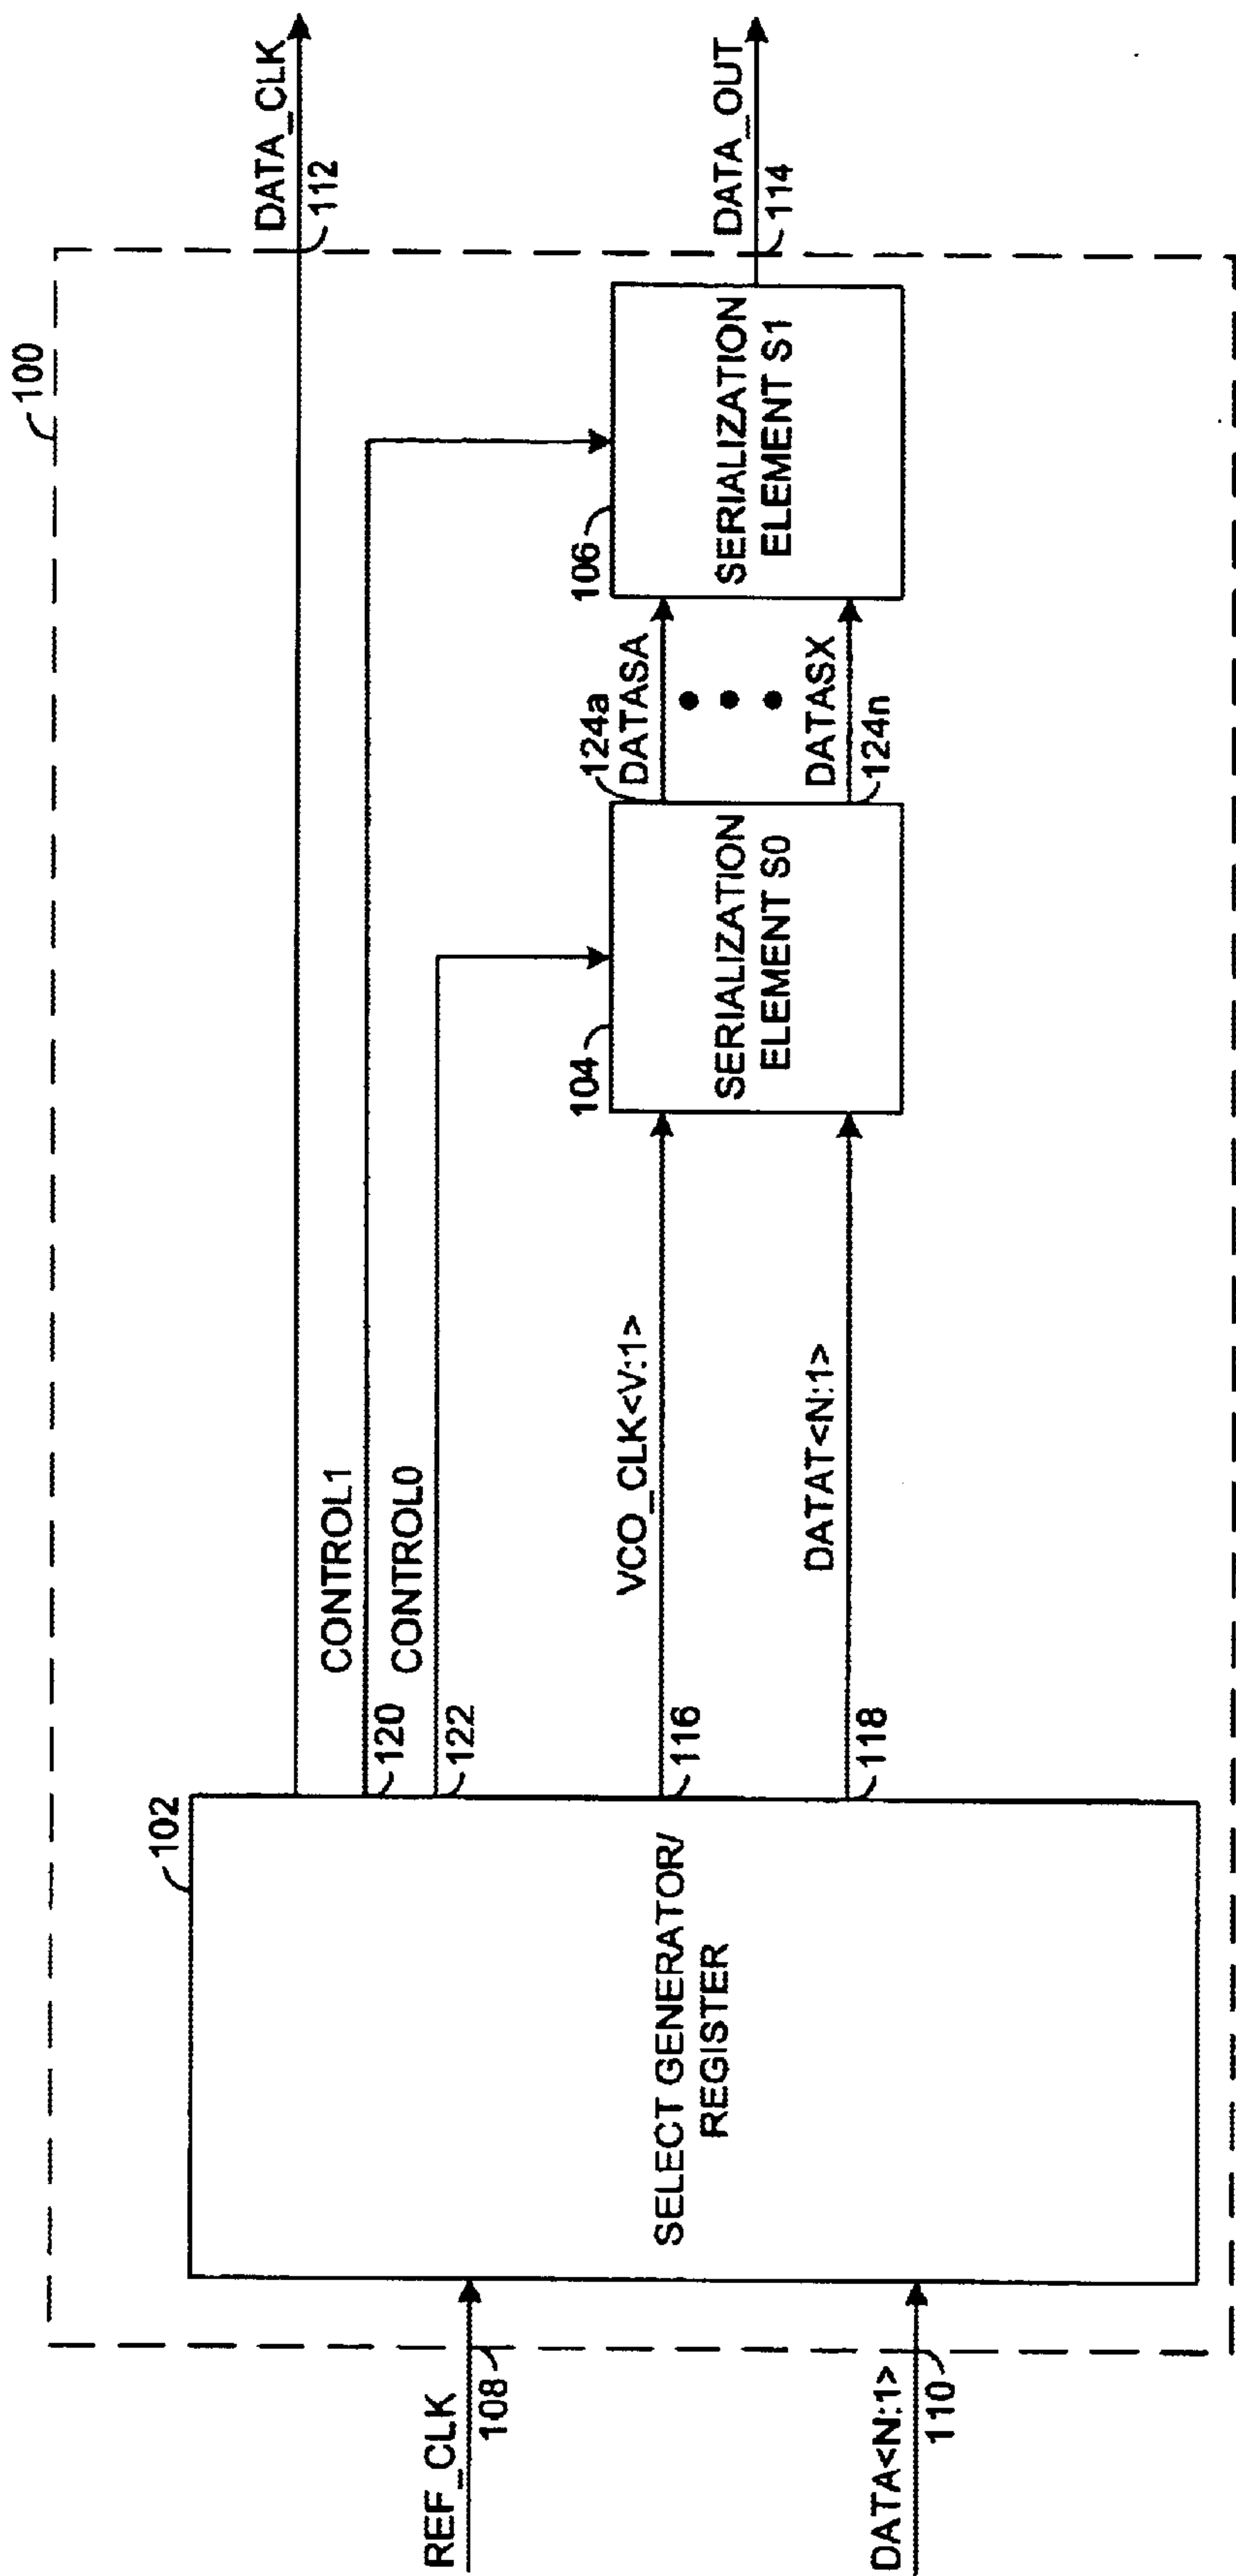 100
REF_CLK
108
DATA<N:1>
110
102
SELECT GENERATOR/
REGISTER
CONTROL1
120
CONTROL0
122
VCO_CLK<V:1>
116
DATAT<N:1>
118
104
SERIALIZATION
ELEMENT S0
124a
DATASA
DATASX
124n
106
SERIALIZATION
ELEMENT S1
DATA_CLK
112
DATA_OUT
114